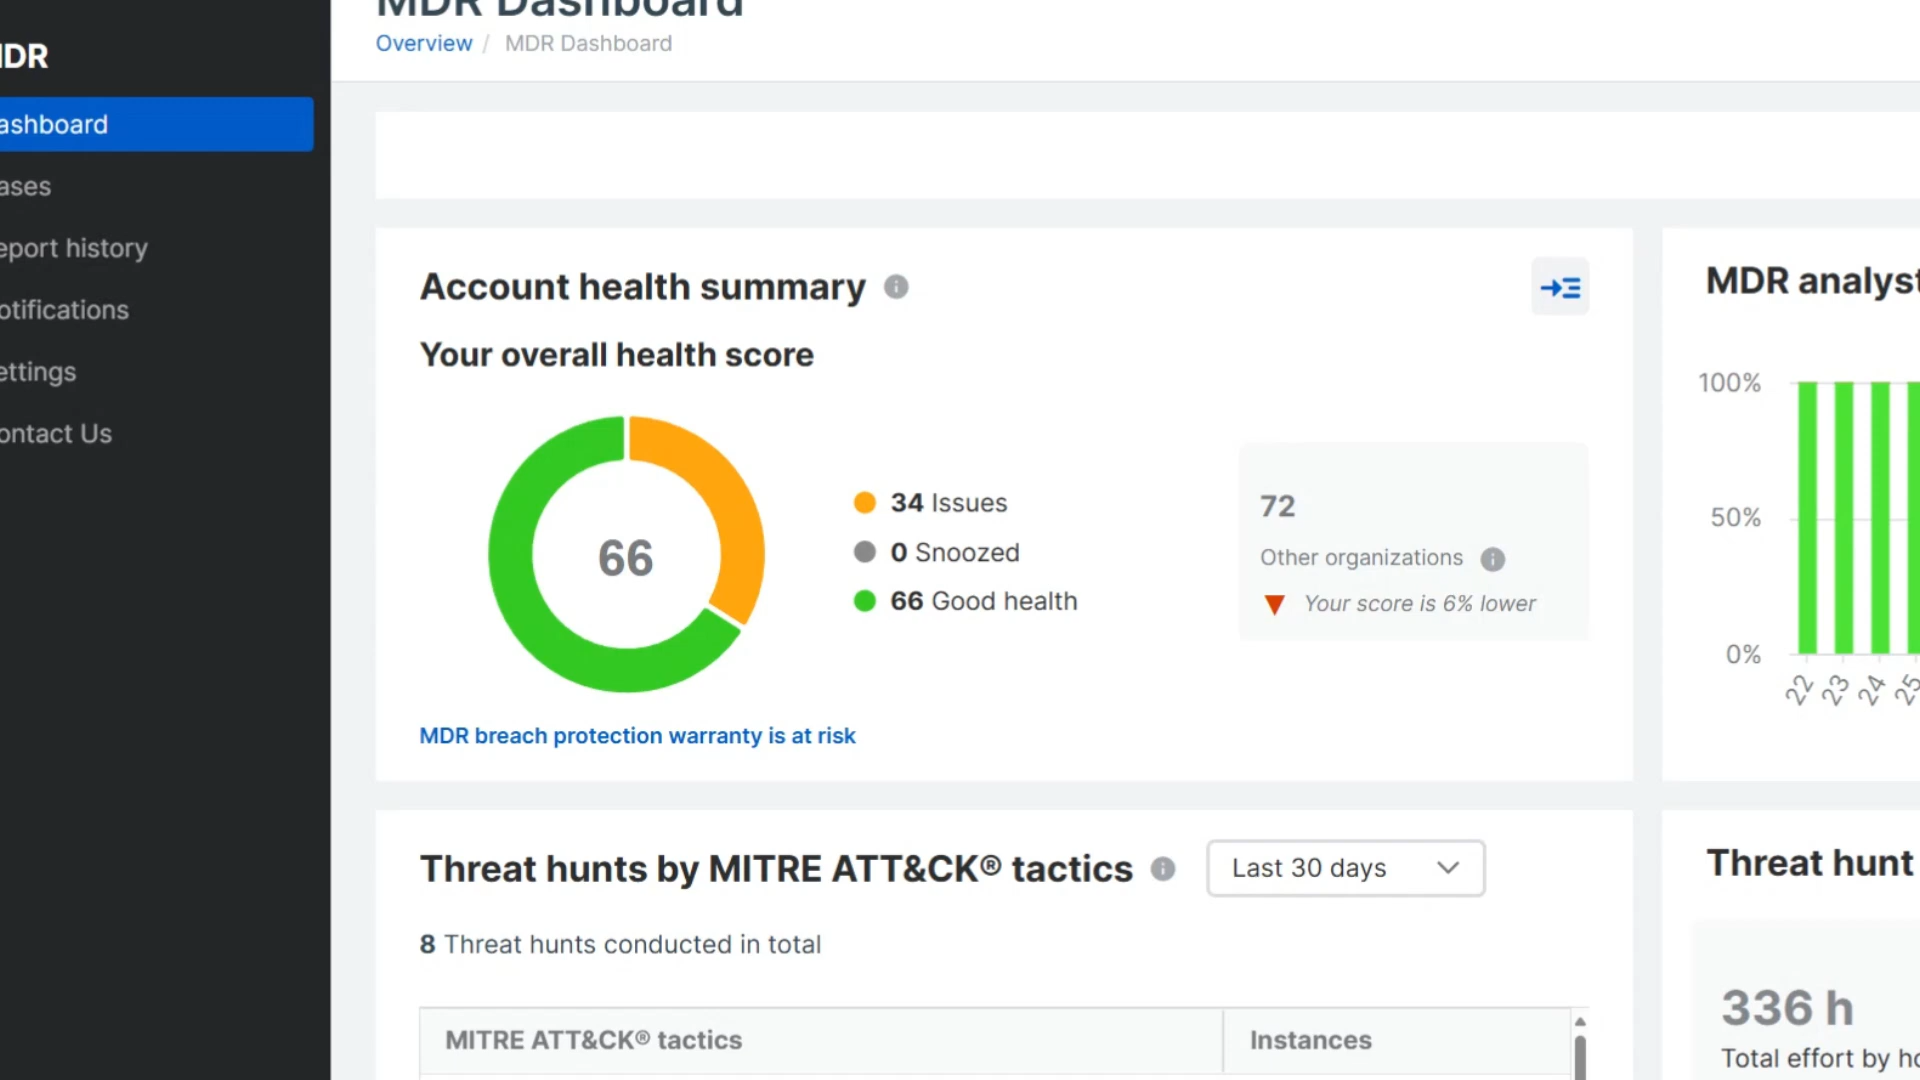 MDR Dashboard
Overview / MDR Dashboard
MDR
ashboard
ases
eport history
otifications
ettings
ontact Us
Account health summary
Your overall health score
66
34 Issues
0 Snoozed
66 Good health
72
Other organizations
Your score is 6% lower
MDR breach protection warranty is at risk
MDR analyst
100%
50%
0%
22 23 24 25
Threat hunts by MITRE ATT&CK® tactics
Last 30 days
8 Threat hunts conducted in total
MITRE ATT&CK® tactics
Instances
Threat hunt
336 h
Total effort by ho